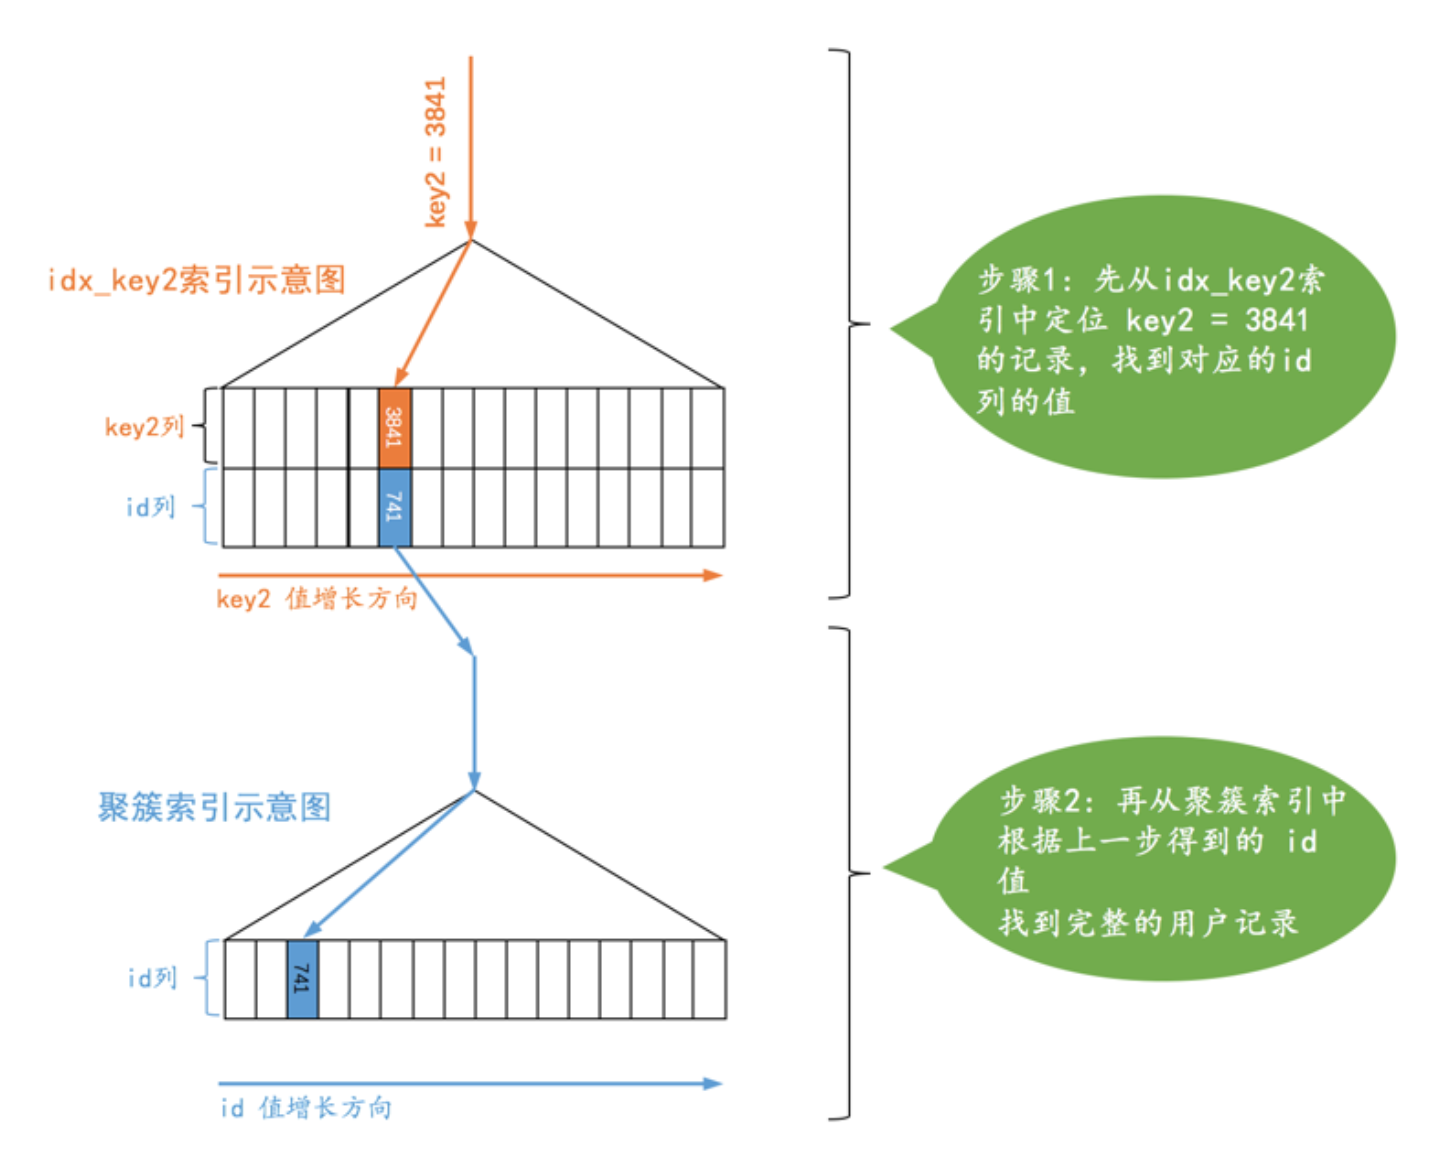 key2 = 3841
idx_key2索引示意图
步骤1：先从idx_key2索
引中定位 key2 = 3841
的记录，找到对应的id
列的值
key2列
3841
id列
741
key2 值增长方向
聚簇索引示意图
步骤2：再从聚簇索引中
根据上一步得到的 id
值
找到完整的用户记录
id列
741
id 值增长方向